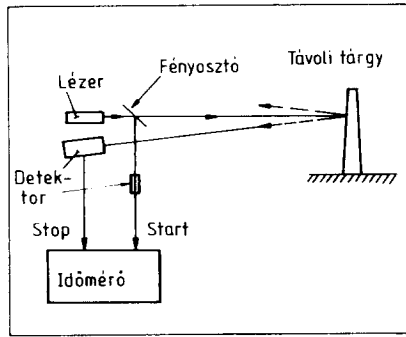 Fényosztó
Távoli tárgy
Lézer
Detek-
tor
Stop
Start
Időmérő